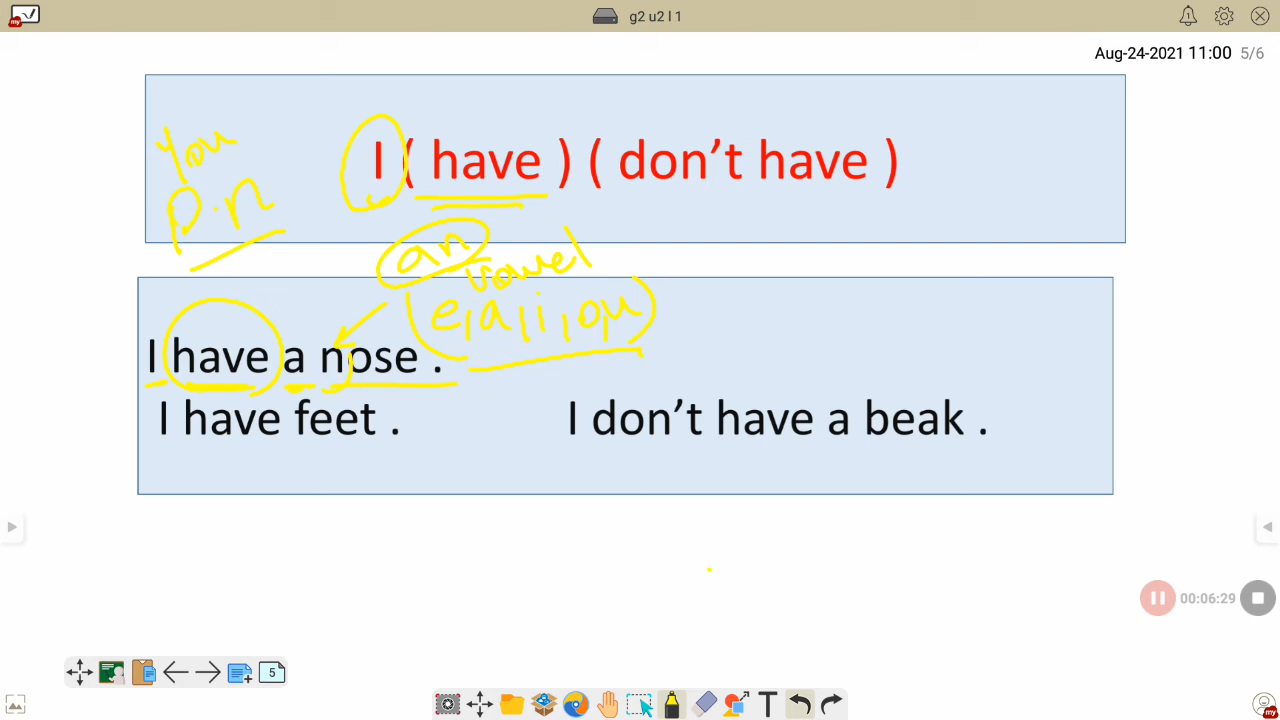 g2 u2 l 1
Aug-24-2021 11:00 5/6
You
p.n
I ( have ) ( don't have )
an
vowel
e,a,i,o,u
I have a nose .
I have feet . I don't have a beak .
00:06:29
5